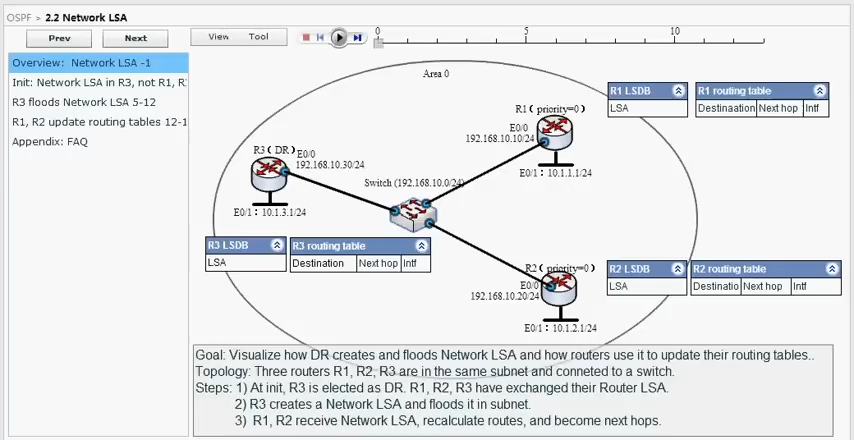 OSPF > 2.2 Network LSA
Prev Next View Tool 0 5 10
Overview: Network LSA -1
Init: Network LSA in R3, not R1, R
R3 floods Network LSA 5-12
R1, R2 update routing tables 12-1
Appendix: FAQ
Area 0
R1 LSDB R1 routing table
LSA Destinaation Next hop Intf
R1( priority=0)
E0/0
192.168.10.10/24
E0/1：10.1.1.1/24
R3( DR)
E0/0
192.168.10.30/24
E0/1：10.1.3.1/24
Switch (192.168.10.0/24)
R3 LSDB R3 routing table
LSA Destination Next hop Intf
R2( priority=0)
E0/0
192.168.10.20/24
E0/1：10.1.2.1/24
R2 LSDB R2 routing table
LSA Destinatio Next hop Intf
Goal: Visualize how DR creates and floods Network LSA and how routers use it to update their routing tables..
Topology: Three routers R1, R2, R3 are in the same subnet and conneted to a switch.
Steps: 1) At init, R3 is elected as DR. R1, R2, R3 have exchanged their Router LSA.
2) R3 creates a Network LSA and floods it in subnet.
3) R1, R2 receive Network LSA, recalculate routes, and become next hops.